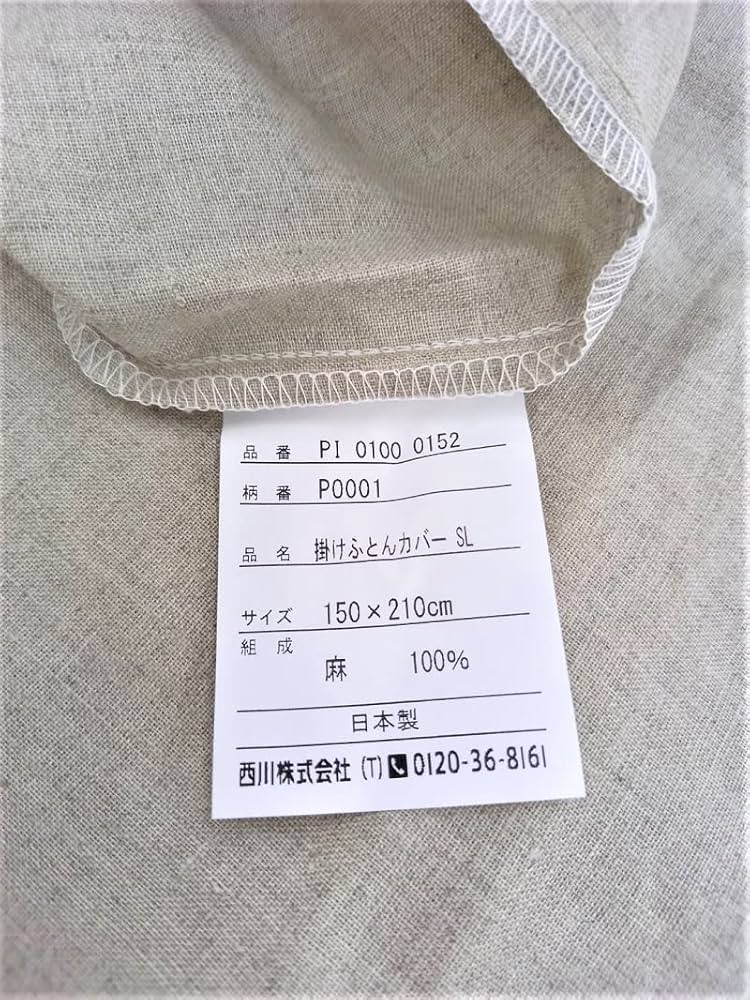 品番 PI 0100 0152
柄番 P0001
品名 掛けふとんカバー SL
サイズ 150×210cm
組成
麻 100%
日本製
西川株式会社 (T) 0120-36-8161